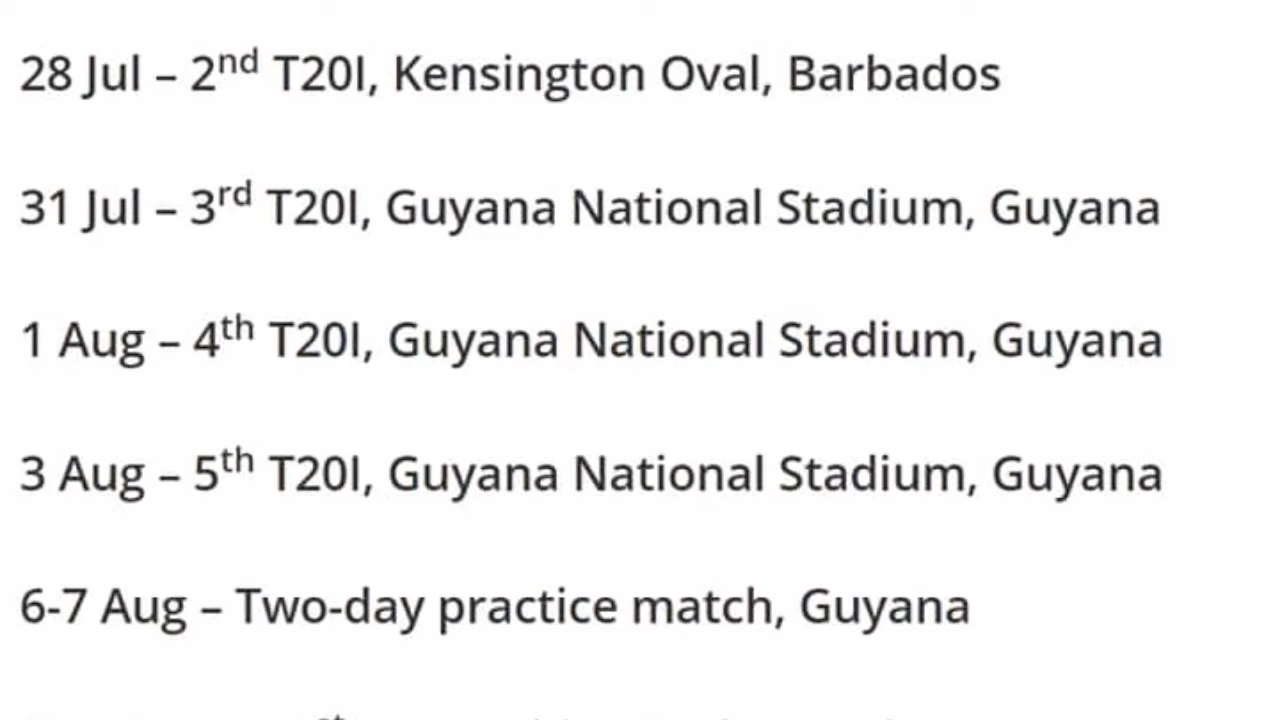 28 Jul – 2nd T20I, Kensington Oval, Barbados
31 Jul – 3rd T20I, Guyana National Stadium, Guyana
1 Aug – 4th T20I, Guyana National Stadium, Guyana
3 Aug – 5th T20I, Guyana National Stadium, Guyana
6-7 Aug – Two-day practice match, Guyana